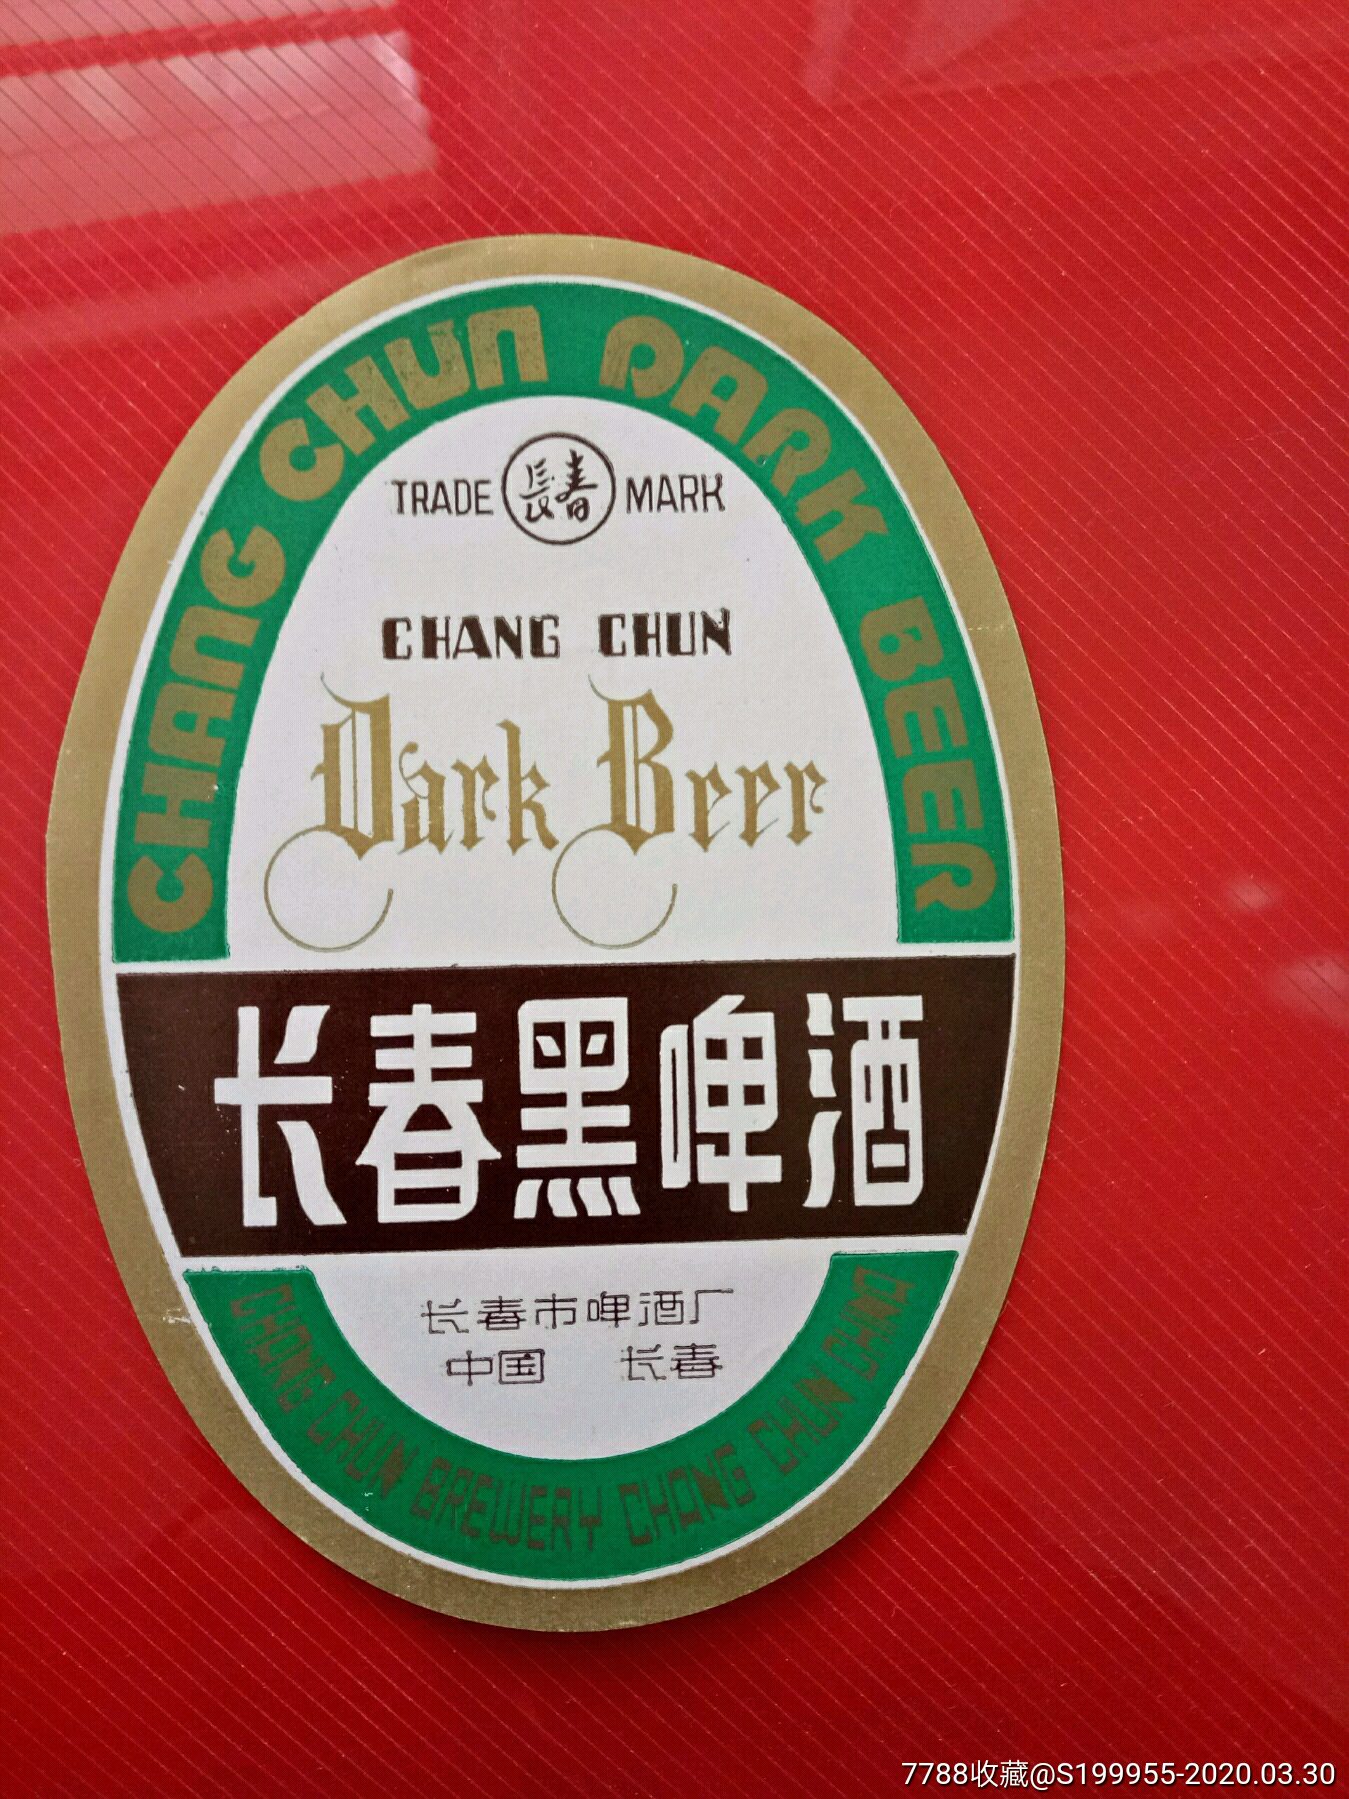 CHANG CHUN DARK BEER
TRADE 長春 MARK
CHANG CHUN
Dark Beer
长春黑啤酒
长春市啤酒厂
中国 长春
CHANG CHUN BREWERY CHANG CHUN CHINA
7788收藏@S199955-2020.03.30